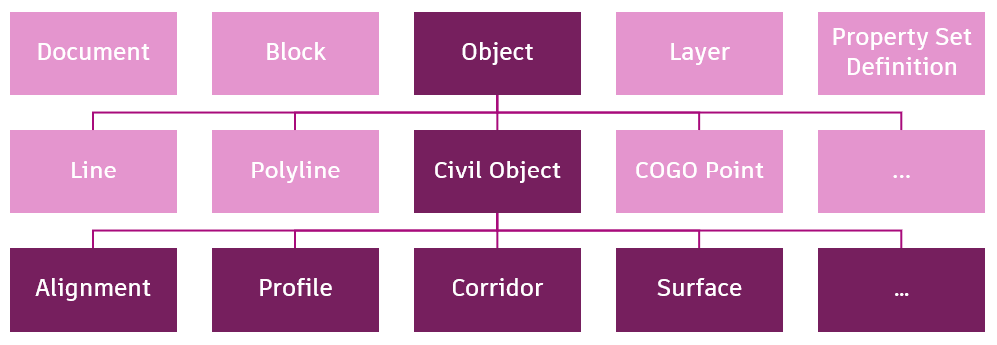 Document
Block
Object
Layer
Property Set
Definition
Line
Polyline
Civil Object
COGO Point
...
Alignment
Profile
Corridor
Surface
...